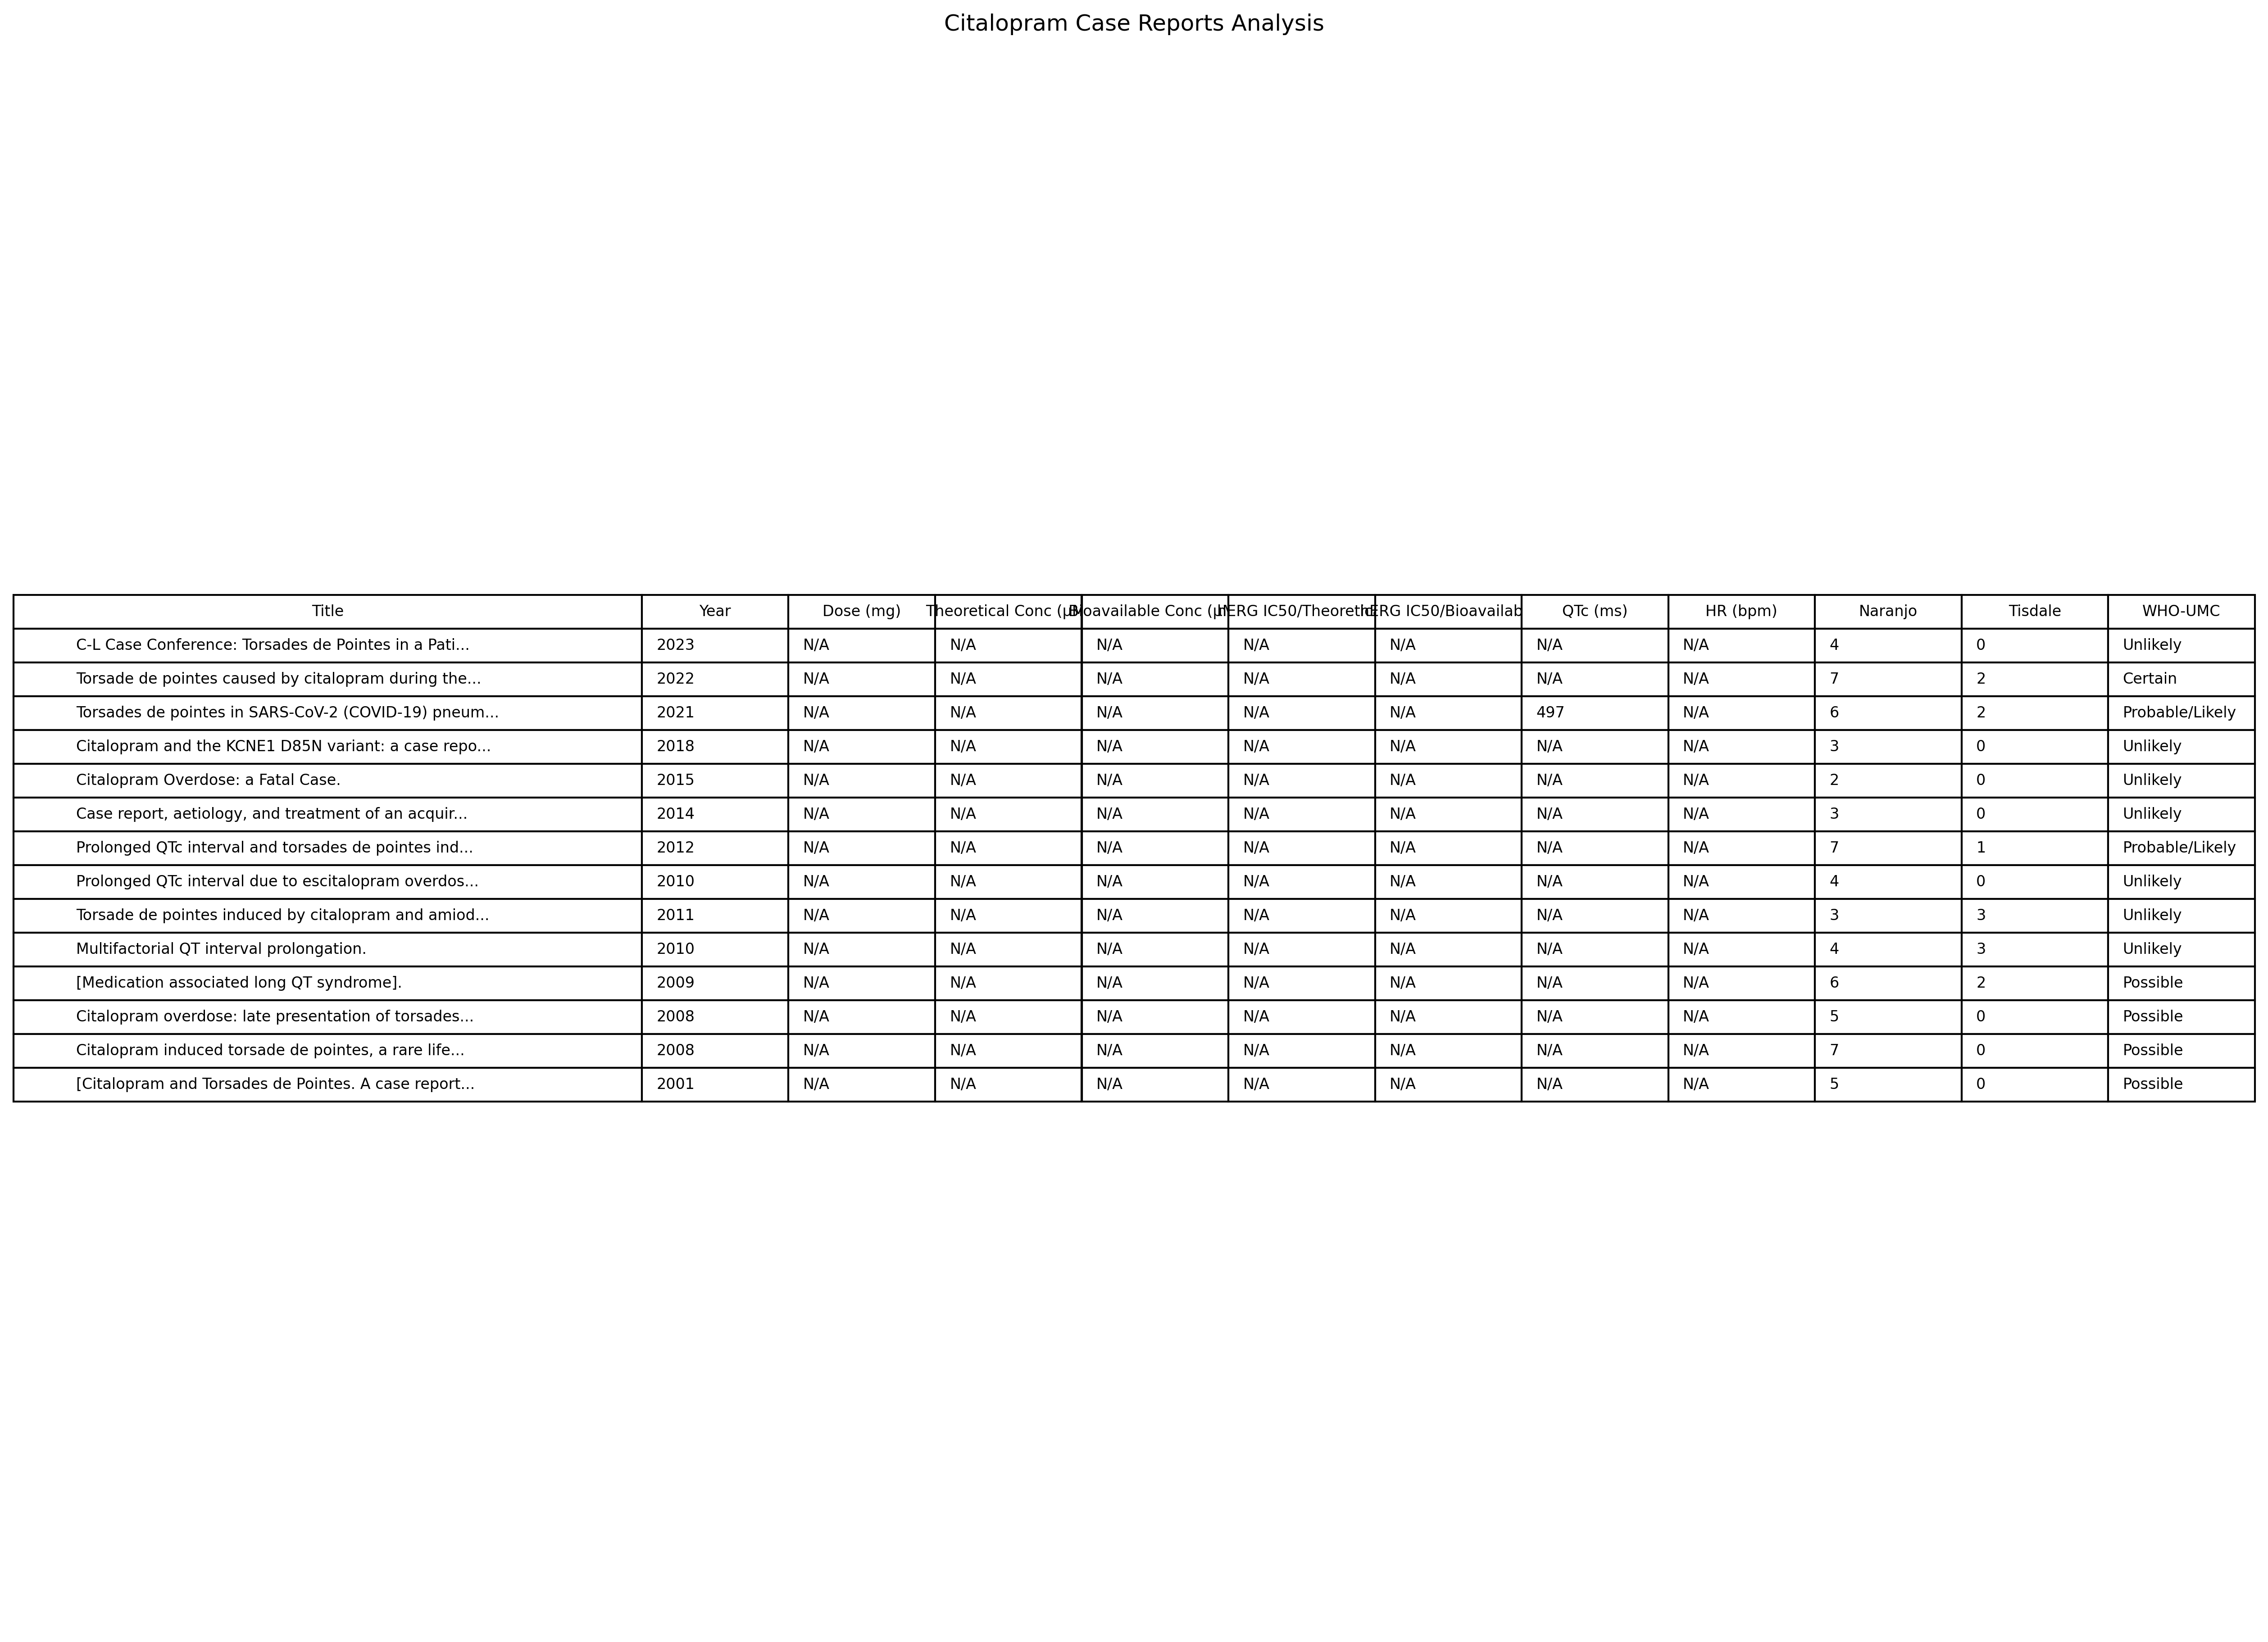 Citalopram Case Reports Analysis
Title Year Dose (mg) Theoretical Conc (μ Bioavailable Conc (μ hERG IC50/Theoretic hERG IC50/Bioavailab QTc (ms) HR (bpm) Naranjo Tisdale WHO-UMC
C-L Case Conference: Torsades de Pointes in a Pati... 2023 N/A N/A N/A N/A N/A N/A N/A 4 0 Unlikely
Torsade de pointes caused by citalopram during the... 2022 N/A N/A N/A N/A N/A N/A N/A 7 2 Certain
Torsades de pointes in SARS-CoV-2 (COVID-19) pneum... 2021 N/A N/A N/A N/A N/A 497 N/A 6 2 Probable/Likely
Citalopram and the KCNE1 D85N variant: a case repo... 2018 N/A N/A N/A N/A N/A N/A N/A 3 0 Unlikely
Citalopram Overdose: a Fatal Case. 2015 N/A N/A N/A N/A N/A N/A N/A 2 0 Unlikely
Case report, aetiology, and treatment of an acquir... 2014 N/A N/A N/A N/A N/A N/A N/A 3 0 Unlikely
Prolonged QTc interval and torsades de pointes ind... 2012 N/A N/A N/A N/A N/A N/A N/A 7 1 Probable/Likely
Prolonged QTc interval due to escitalopram overdos... 2010 N/A N/A N/A N/A N/A N/A N/A 4 0 Unlikely
Torsade de pointes induced by citalopram and amiod... 2011 N/A N/A N/A N/A N/A N/A N/A 3 3 Unlikely
Multifactorial QT interval prolongation. 2010 N/A N/A N/A N/A N/A N/A N/A 4 3 Unlikely
[Medication associated long QT syndrome]. 2009 N/A N/A N/A N/A N/A N/A N/A 6 2 Possible
Citalopram overdose: late presentation of torsades... 2008 N/A N/A N/A N/A N/A N/A N/A 5 0 Possible
Citalopram induced torsade de pointes, a rare life... 2008 N/A N/A N/A N/A N/A N/A N/A 7 0 Possible
[Citalopram and Torsades de Pointes. A case report... 2001 N/A N/A N/A N/A N/A N/A N/A 5 0 Possible